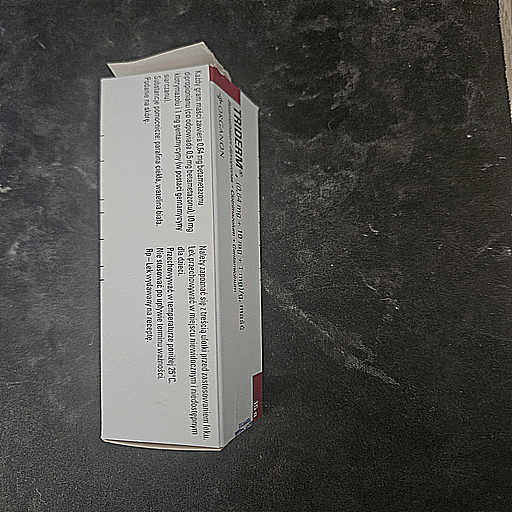 TRIDERM®, (0,64 mg + 10 mg + 1 mg)/g, maść
ORGANON
15 g
Każdy gram maści zawiera 0,64 mg betametazonu
dipropionianu (co odpowiada 0,5 mg betametazonu), 10 mg
klotrymazolu i 1 mg gentamycyny (w postaci gentamycyny
siarczanu).
Substancje pomocnicze: parafina ciekła, wazelina biała.
Podanie na skórę.
Należy zapoznać się z treścią ulotki przed zastosowaniem leku.
Lek przechowywać w miejscu niewidocznym i niedostępnym
dla dzieci.
Przechowywać w temperaturze poniżej 25°C.
Nie stosować po upływie terminu ważności.
Rp – Lek wydawany na receptę.